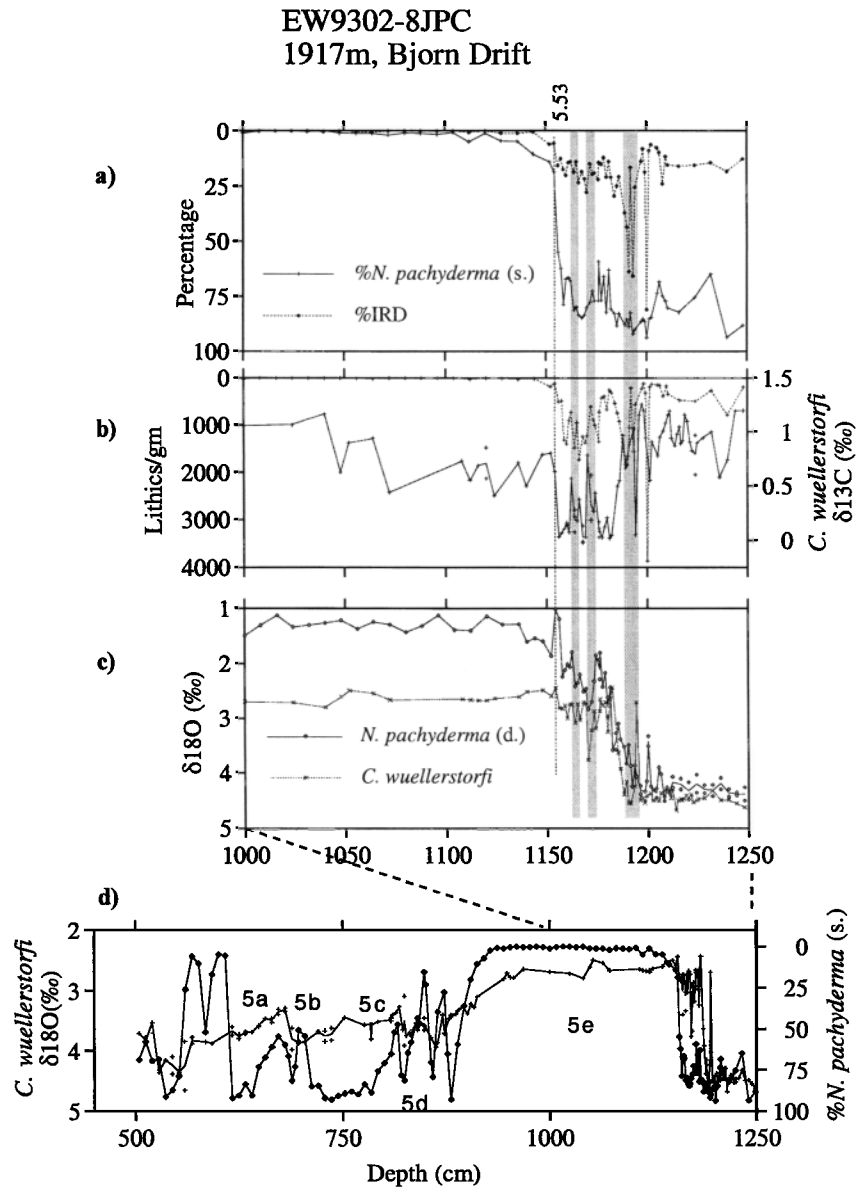 EW9302-8JPC
1917m, Bjorn Drift
5.53
a)
Percentage
0
25
50
75
100
%N. pachyderma (s.)
%IRD
b)
Lithics/gm
0
1000
2000
3000
4000
1.5
1
0.5
0
C. wuellerstorfi
δ13C (‰)
c)
δ18O (‰)
1
2
3
4
5
N. pachyderma (d.)
C. wuellerstorfi
1000 1050 1100 1150 1200 1250
d)
C. wuellerstorfi
δ18O(‰)
2
3
4
5
5a
5b
5c
5d
5e
0
25
50
75
100
%N. pachyderma (s.)
500 750 1000 1250
Depth (cm)